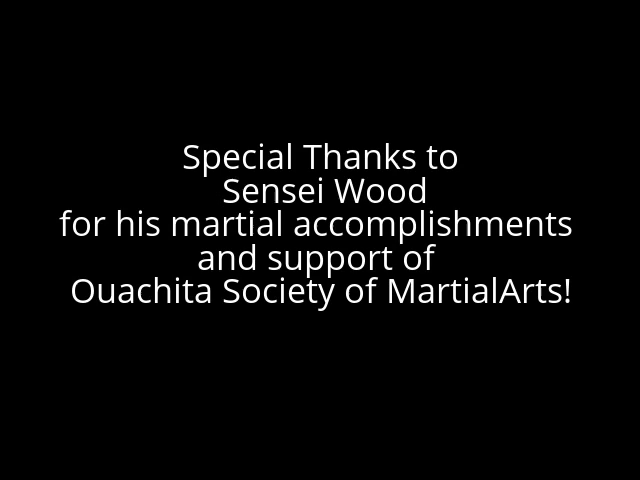 Special Thanks to
Sensei Wood
for his martial accomplishments
and support of
Ouachita Society of MartialArts!